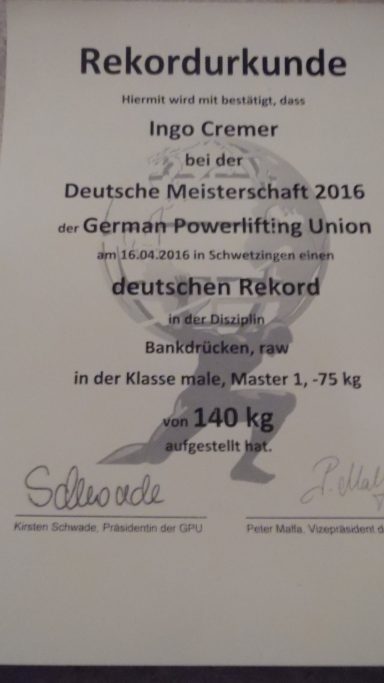 Rekordurkunde
Hiermit wird mit bestätigt, dass
Ingo Cremer
bei der
Deutsche Meisterschaft 2016
der German Powerlifting Union
am 16.04.2016 in Schwetzingen einen
deutschen Rekord
in der Disziplin
Bankdrücken, raw
in der Klasse male, Master 1, -75 kg
von 140 kg
aufgestellt hat.
Schwade
P. Mal
Kirsten Schwade, Präsidentin der GPU
Peter Malfa, Vizepräsident d